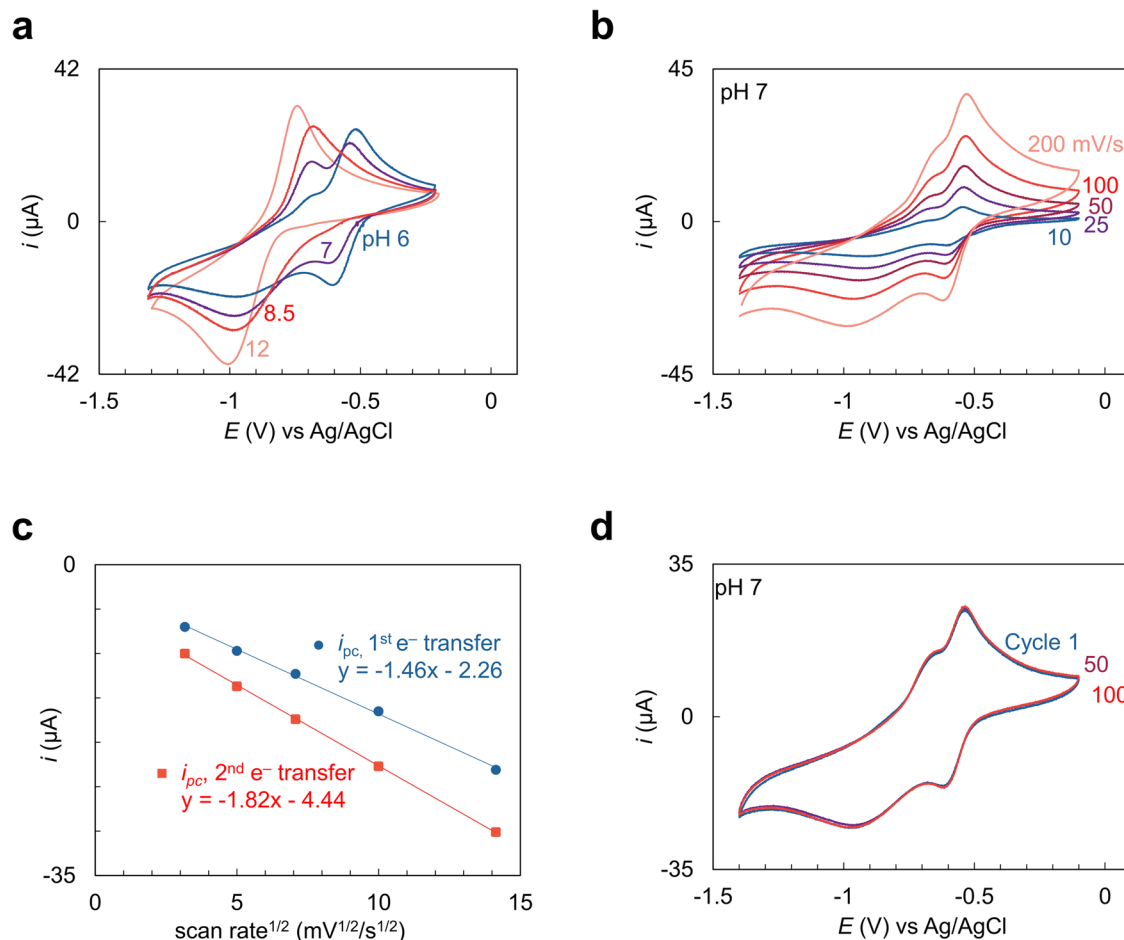 a
42
0
-42
i (µA)
pH 6
7
8.5
12
-1.5
-1
-0.5
0
E (V) vs Ag/AgCl
b
45
0
-45
i (µA)
pH 7
200 mV/s
100
50
25
10
-1.5
-1
-0.5
0
E (V) vs Ag/AgCl
c
0
-35
i (µA)
ipc, 1st e– transfer
y = -1.46x - 2.26
ipc, 2nd e– transfer
y = -1.82x - 4.44
0
5
10
15
scan rate1/2 (mV1/2/s1/2)
d
35
0
-35
i (µA)
pH 7
Cycle 1
50
100
-1.5
-1
-0.5
0
E (V) vs Ag/AgCl